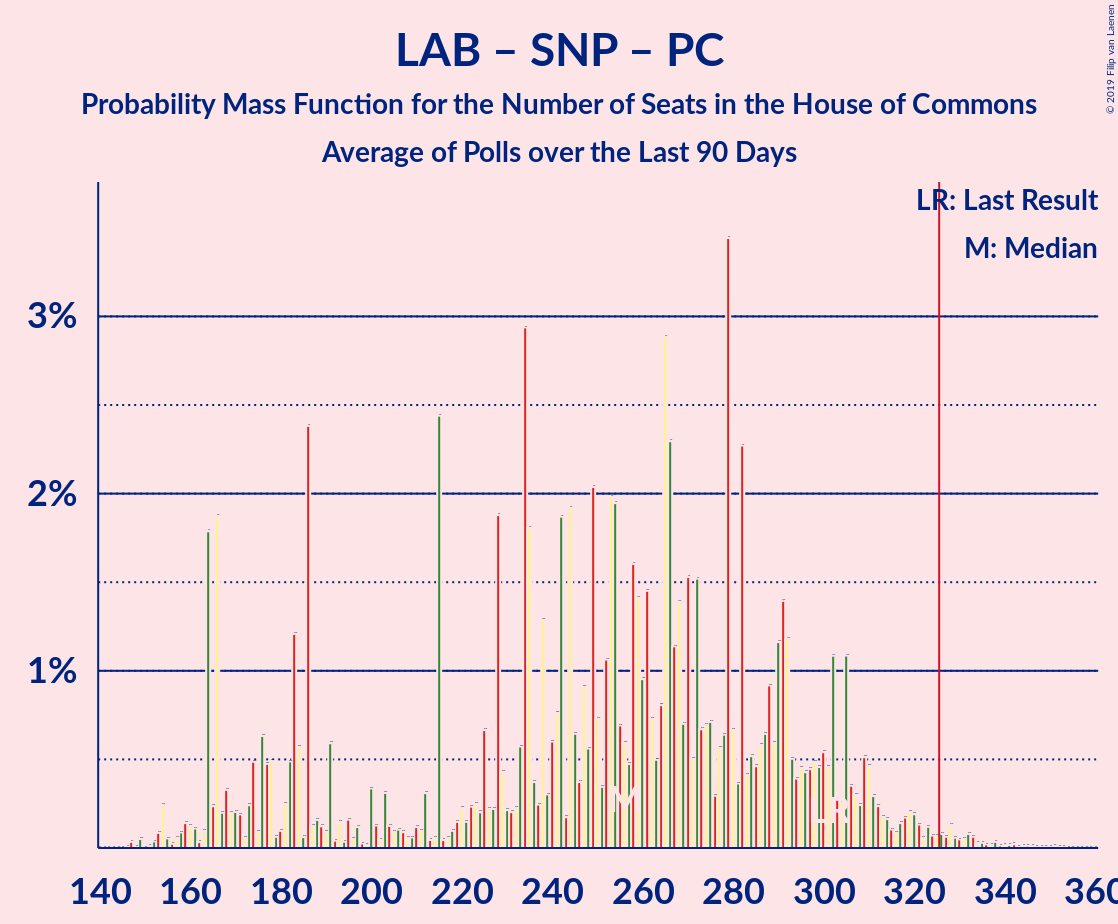 LAB – SNP – PC
Probability Mass Function for the Number of Seats in the House of Commons
Average of Polls over the Last 90 Days
© 2019 Filip van Laenen
LR: Last Result
M: Median
3%
2%
1%
M
LR
140 160 180 200 220 240 260 280 300 320 340 360